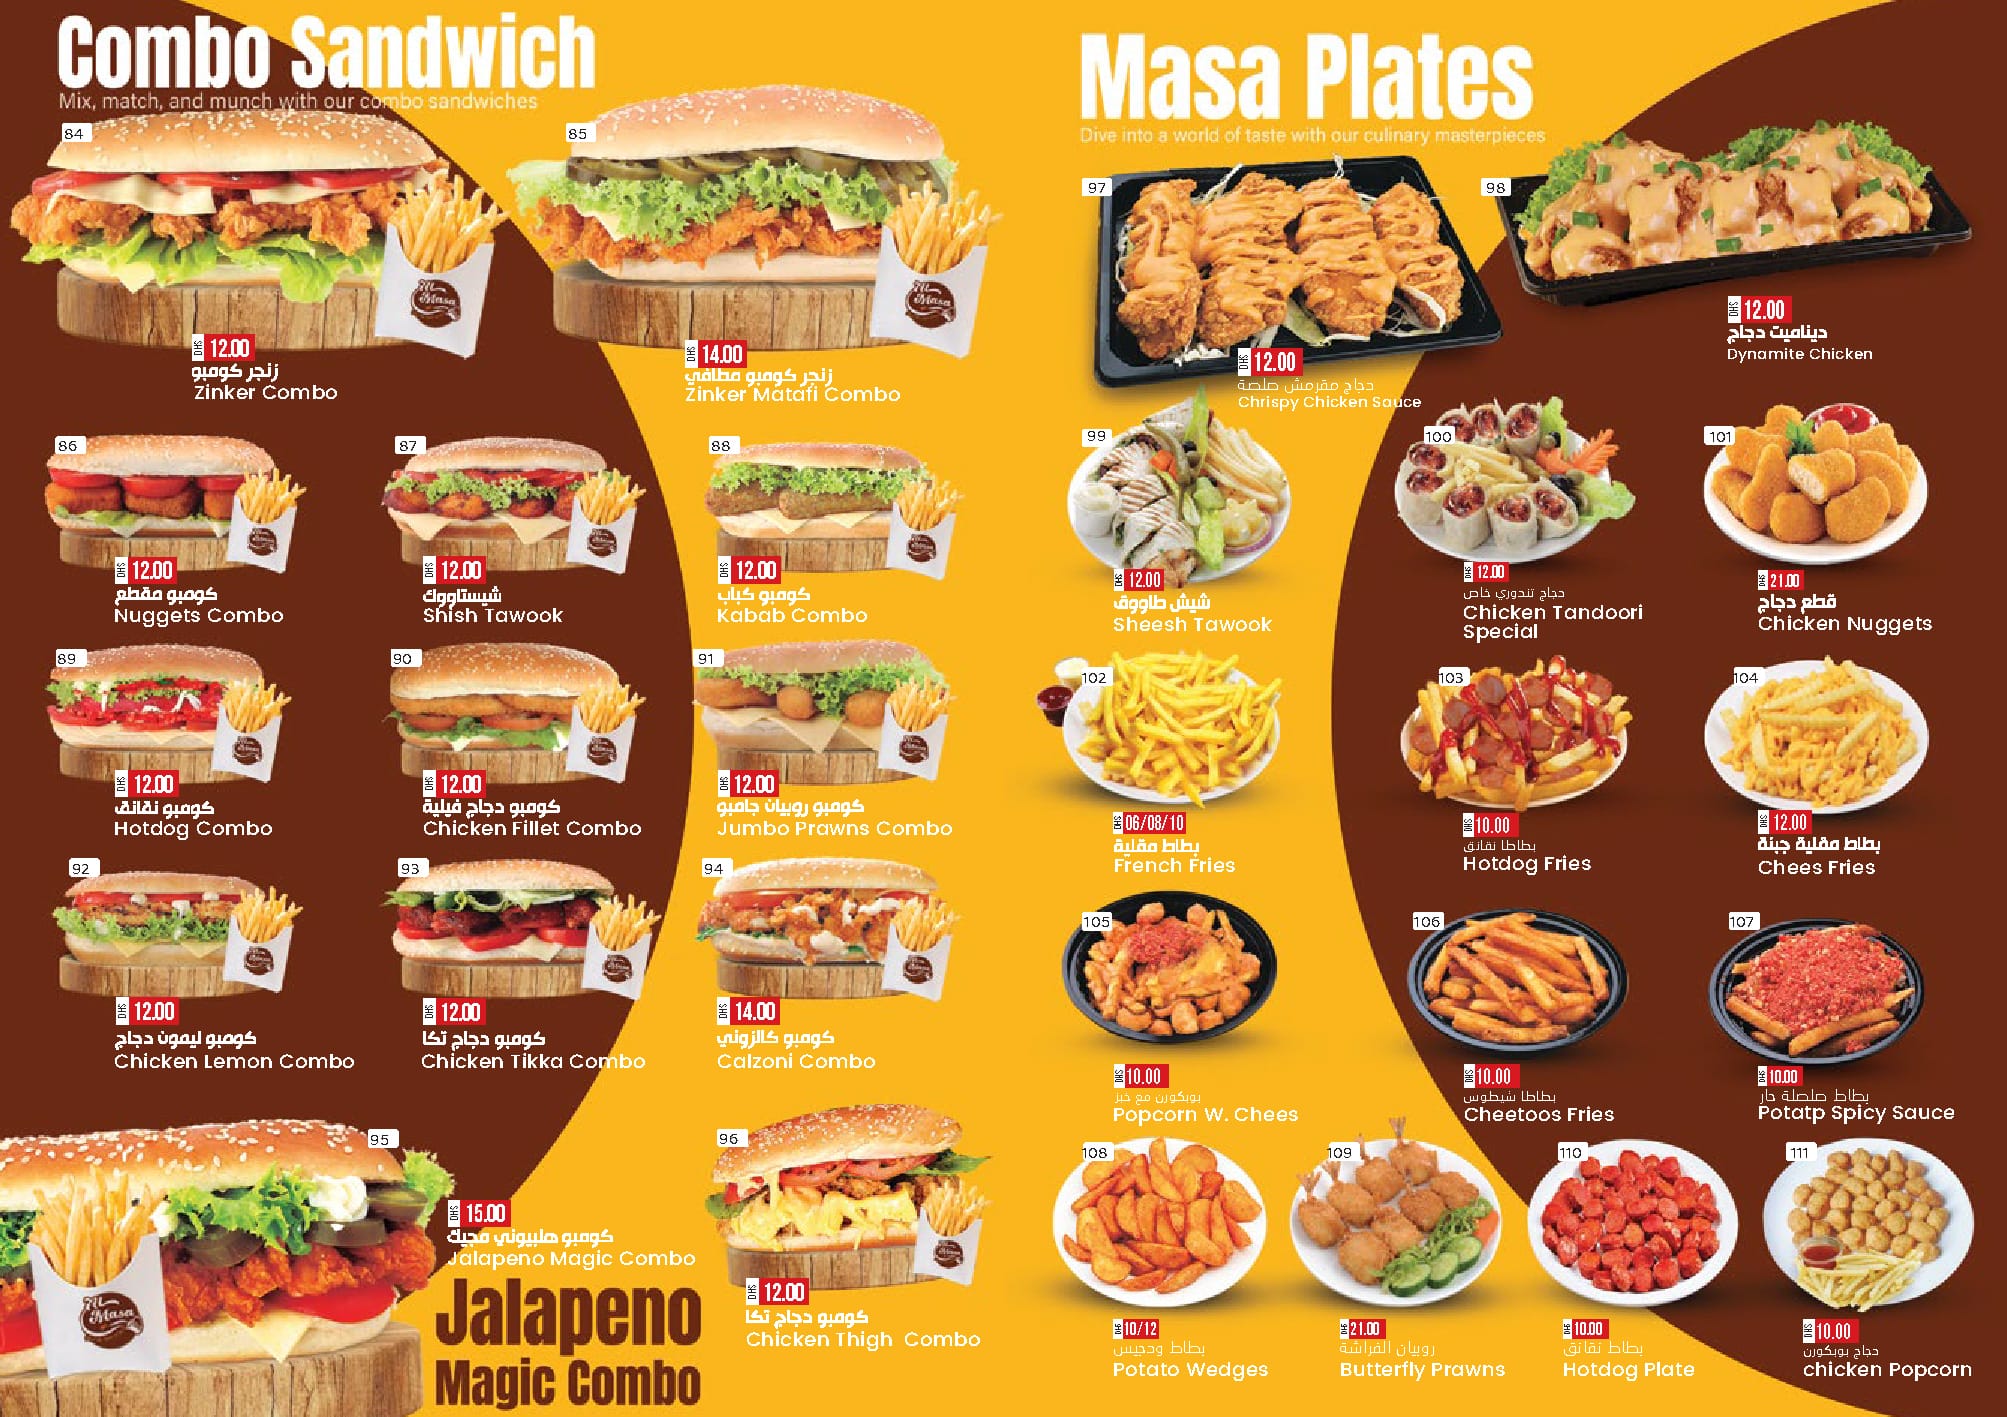 Combo Sandwich
Mix, match, and munch with our combo sandwiches
84
DHS 12.00
زنجر كومبو
Zinker Combo
85
DHS 14.00
زنجر كومبو مطافي
Zinker Matafi Combo
86
DHS 12.00
كومبو مقطع
Nuggets Combo
87
DHS 12.00
شيستاووك
Shish Tawook
88
DHS 12.00
كومبو كباب
Kabab Combo
89
DHS 12.00
كومبو نقانق
Hotdog Combo
90
DHS 12.00
كومبو دجاج فيلية
Chicken Fillet Combo
91
DHS 12.00
كومبو روبيان جامبو
Jumbo Prawns Combo
92
DHS 12.00
كومبو ليمون دجاج
Chicken Lemon Combo
93
DHS 12.00
كومبو دجاج تكا
Chicken Tikka Combo
94
DHS 14.00
كومبو كالزوني
Calzoni Combo
95
DHS 15.00
كومبو هلبيوني مجيك
Jalapeno Magic Combo
Jalapeno
Magic Combo
Al Masa
96
DHS 12.00
كومبو دجاج تكا
Chicken Thigh Combo
Masa Plates
Dive into a world of taste with our culinary masterpieces
97
DHS 12.00
دجاج مقرمش صلصة
Chrispy Chicken Sauce
98
DHS 12.00
ديناميت دجاج
Dynamite Chicken
99
DHS 12.00
شيش طاووق
Sheesh Tawook
100
DHS 12.00
دجاج تندوري خاص
Chicken Tandoori
Special
101
DHS 21.00
قطع دجاج
Chicken Nuggets
102
DHS 06/08/10
بطاط مقلية
French Fries
103
DHS 10.00
بطاطا نقانق
Hotdog Fries
104
DHS 12.00
بطاط مقلية جبنة
Chees Fries
105
DHS 10.00
بوبكورن مع خبز
Popcorn W. Chees
106
DHS 10.00
بطاطا شيطوس
Cheetoos Fries
107
DHS 10.00
بطاط صلصلة حار
Potatp Spicy Sauce
108
DHS 10/12
بطاط ودجيس
Potato Wedges
109
DHS 21.00
روبيان الفراشة
Butterfly Prawns
110
DHS 10.00
بطاط نقانق
Hotdog Plate
111
DHS 10.00
دجاج بوبكورن
chicken Popcorn